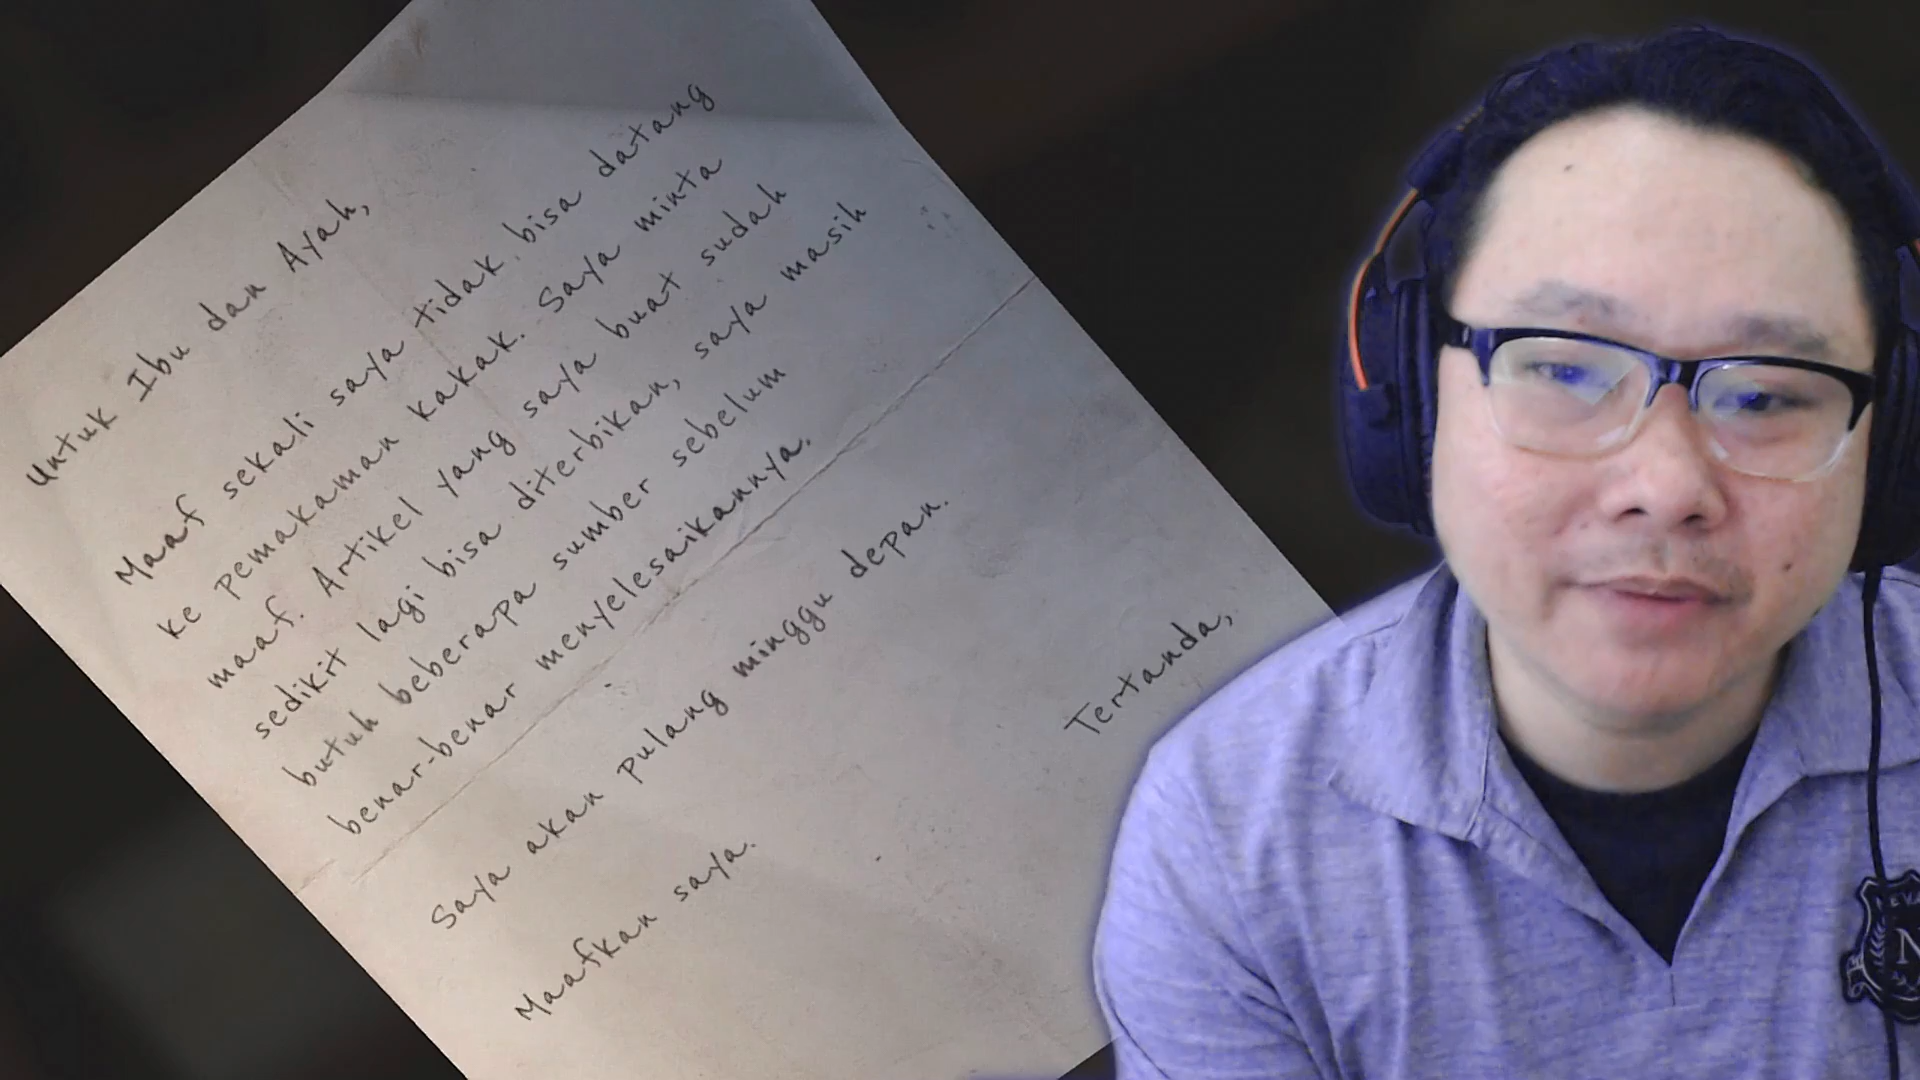 Untuk Ibu dan Ayah,
Maaf sekali saya tidak bisa datang
ke pemakaman kakak. Saya minta
maaf. Artikel yang saya buat sudah
sedikit lagi bisa diterbikan, saya masih
butuh beberapa sumber sebelum
benar-benar menyelesaikannya.
Saya akan pulang minggu depan.
Maafkan saya.
Tertanda,
N